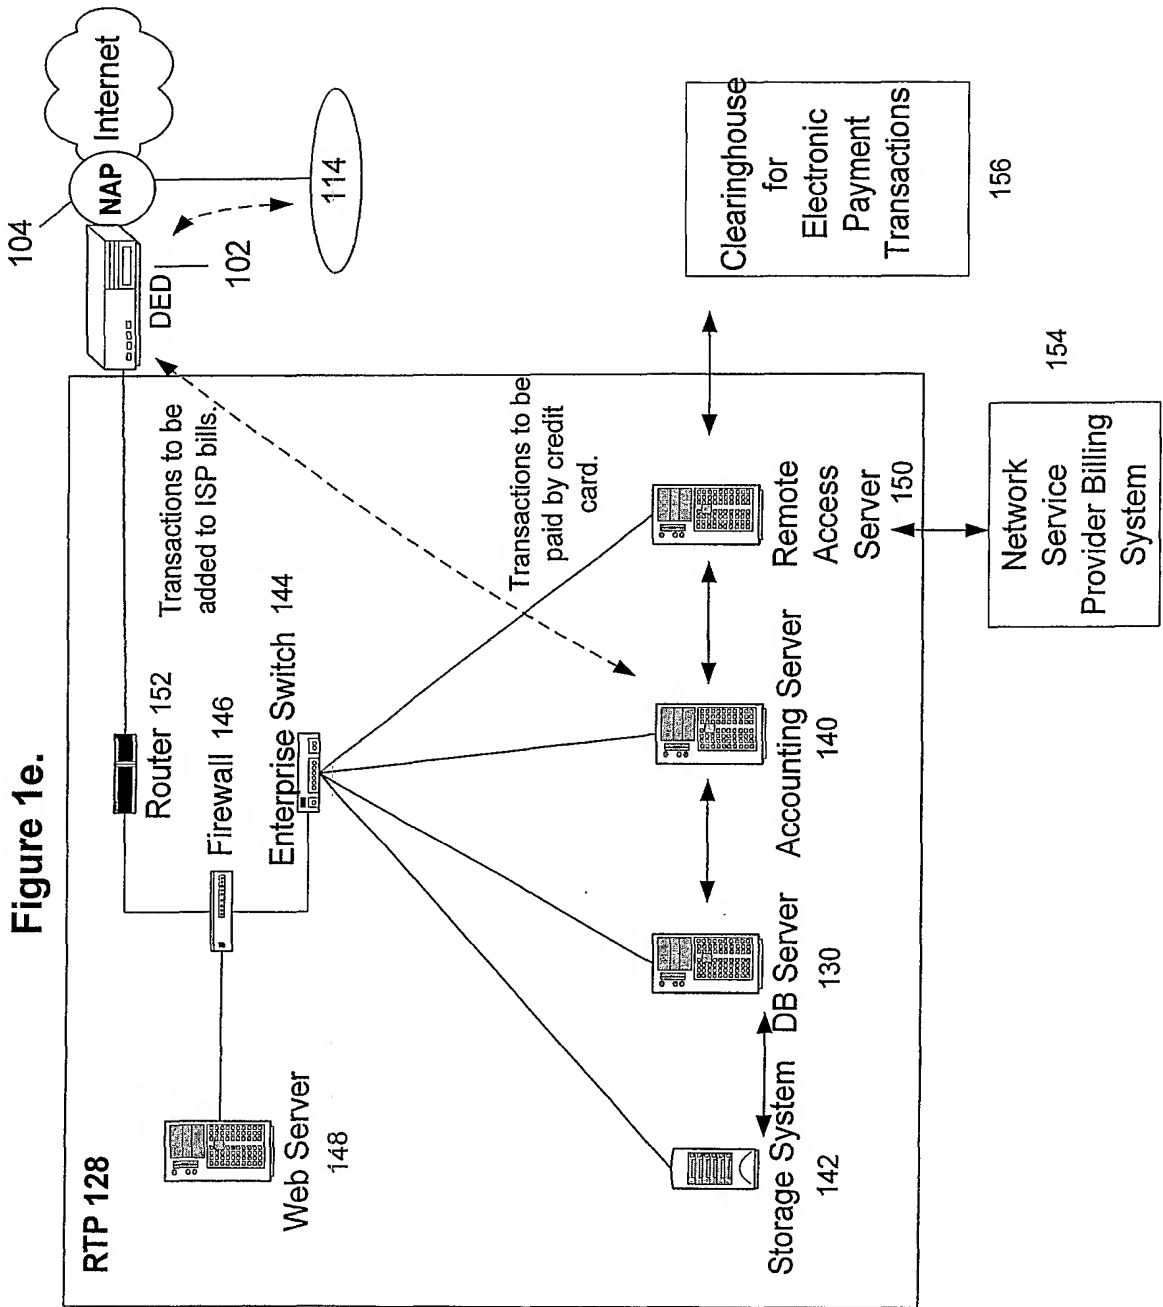 Figure 1e.
RTP 128
Web Server
148
Router 152
Firewall 146
Enterprise Switch 144
Transactions to be
added to ISP bills.
DED
102
104
NAP
Internet
114
Transactions to be
paid by credit
card.
Storage System
142
DB Server
130
Accounting Server
140
Remote
Access
Server
150
Clearinghouse
for
Electronic
Payment
Transactions
156
Network
Service
Provider Billing
System
154